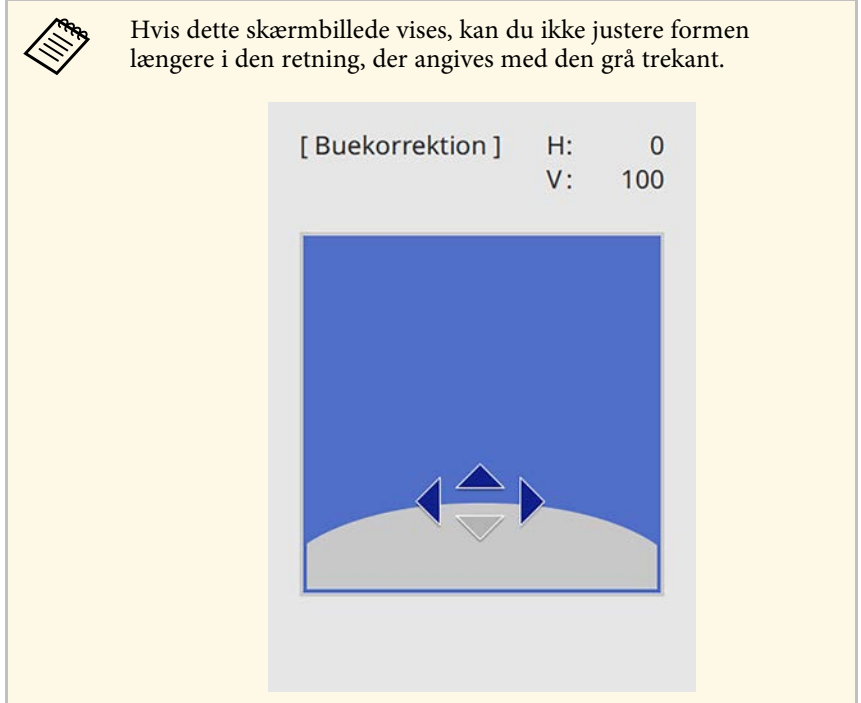 Hvis dette skærmbillede vises, kan du ikke justere formen
længere i den retning, der angives med den grå trekant.
[ Buekorrektion ] H: 0
V: 100